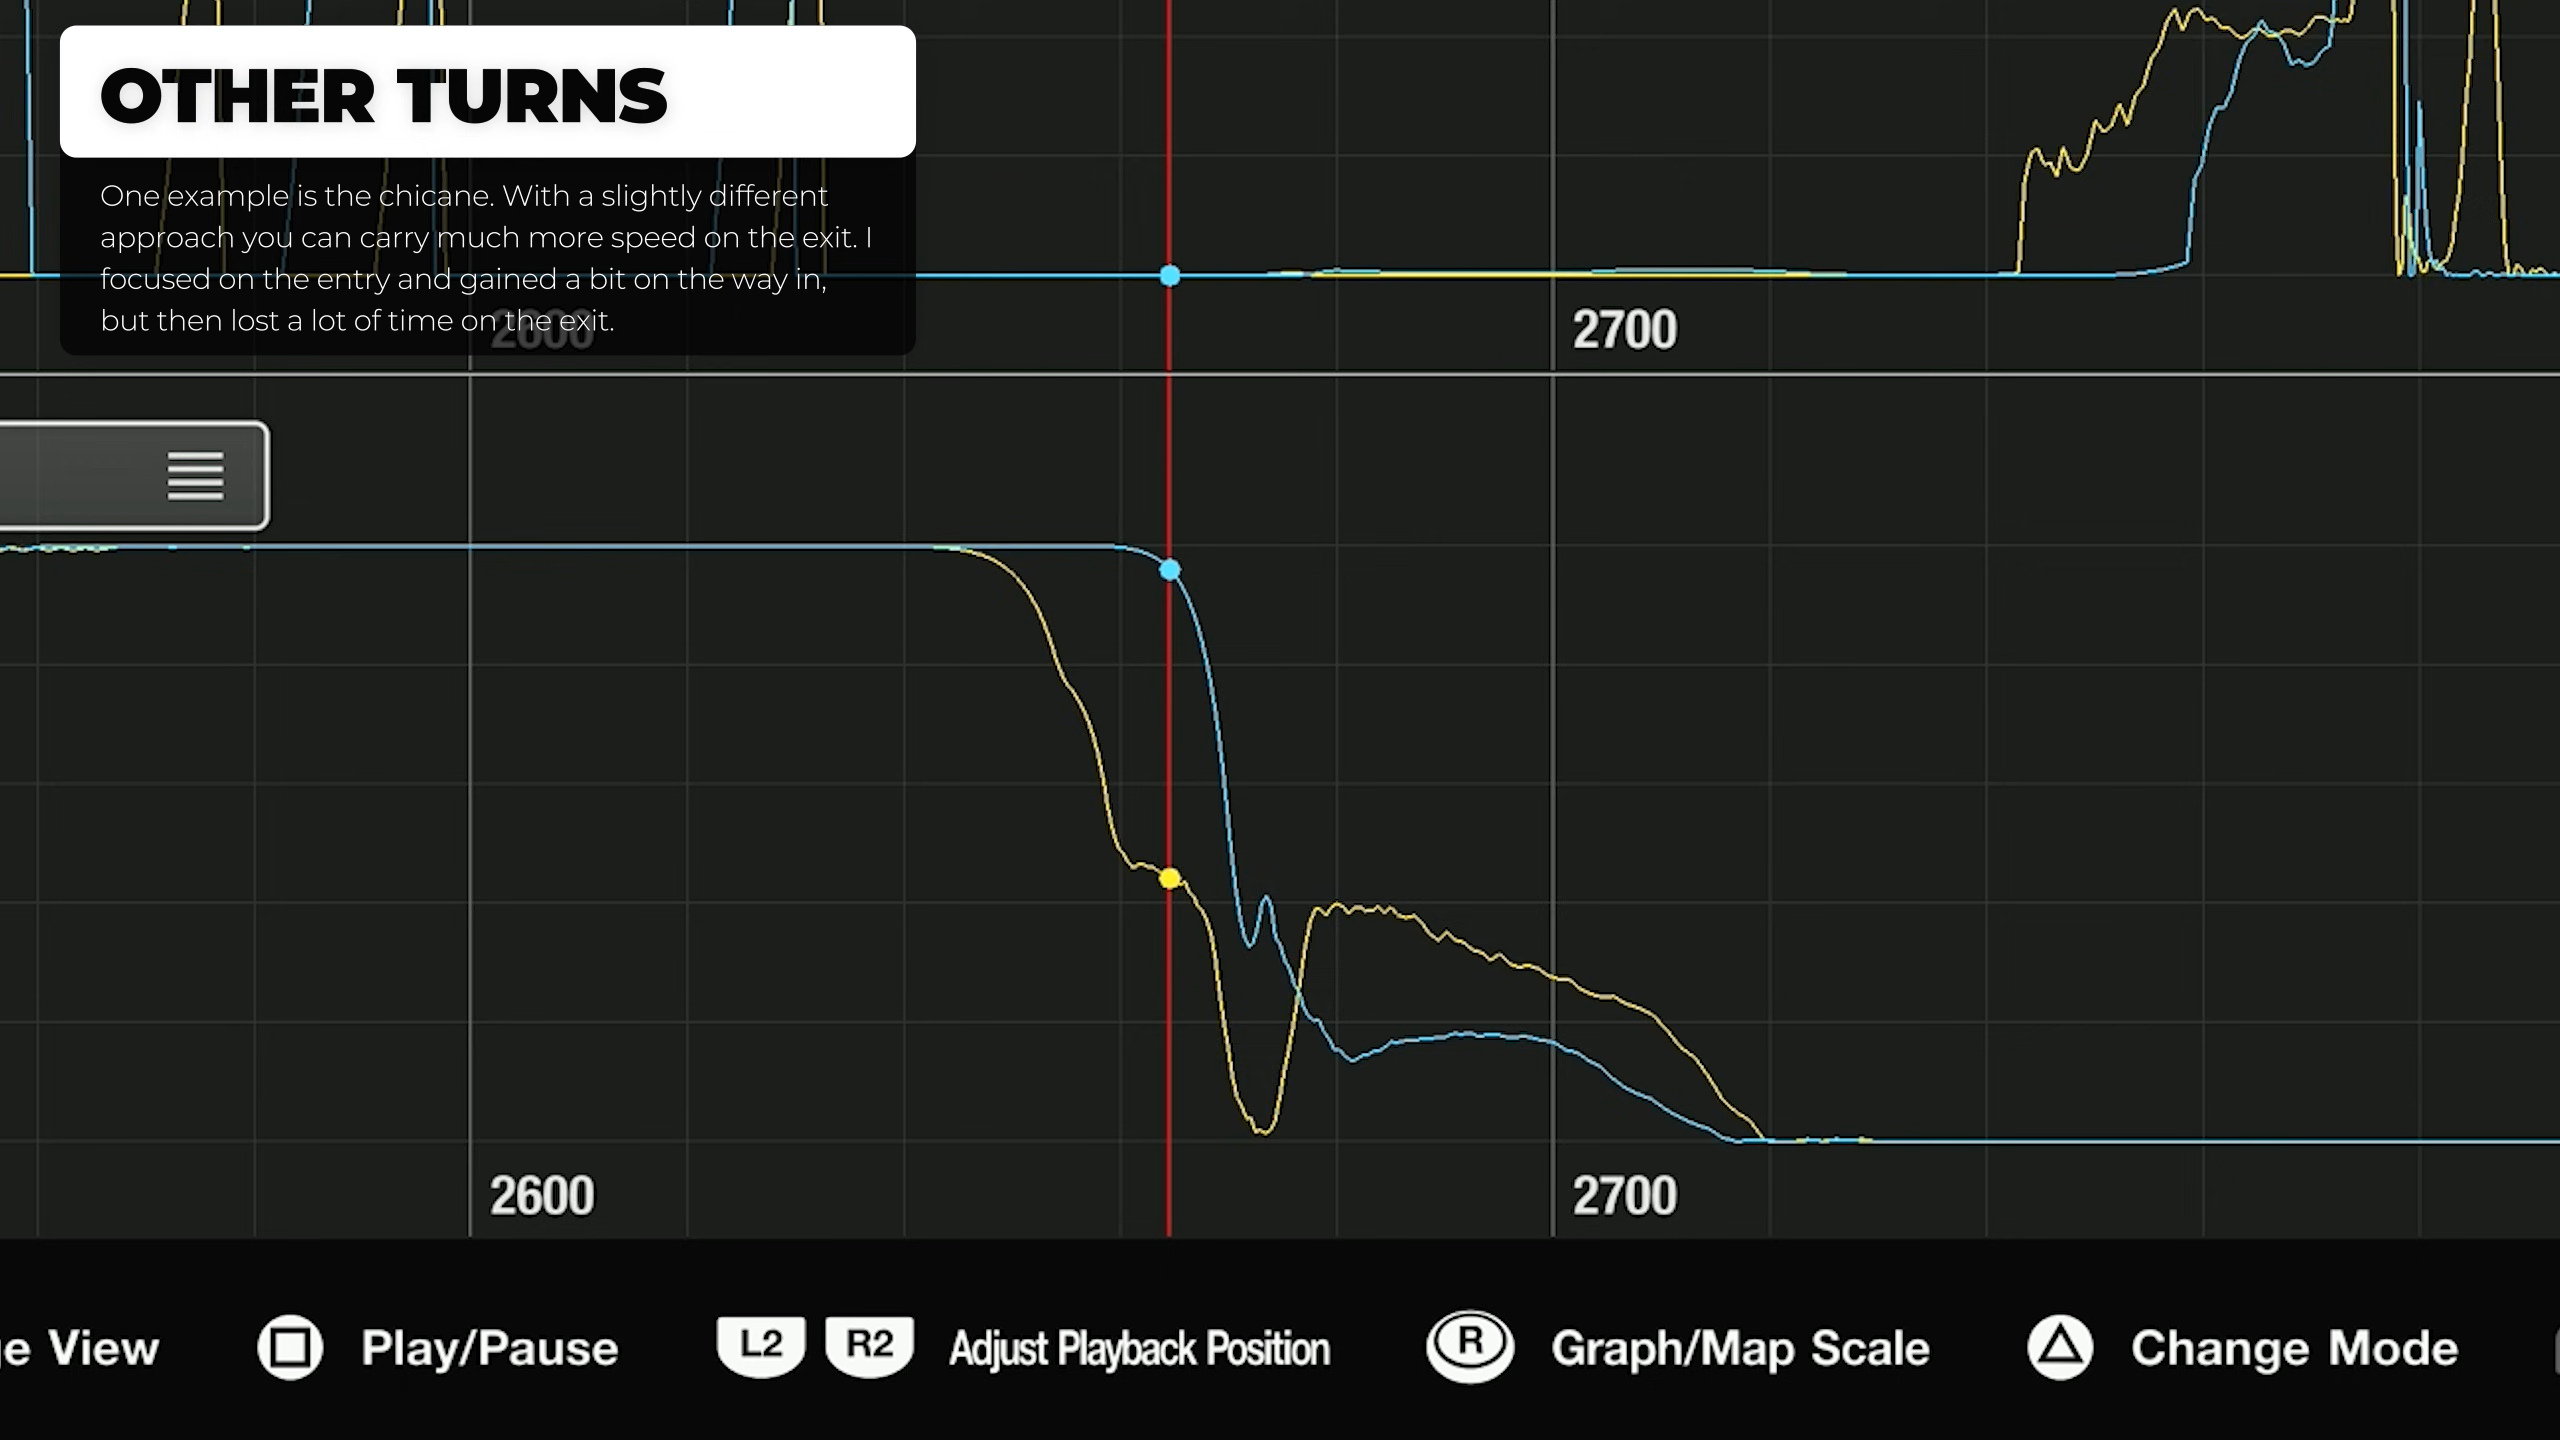 OTHER TURNS
One example is the chicane. With a slightly different
approach you can carry much more speed on the exit. I
focused on the entry and gained a bit on the way in,
but then lost a lot of time on the exit.
2600
2700
2600
2700
ge View
Play/Pause
L2 R2 Adjust Playback Position
R Graph/Map Scale
Change Mode